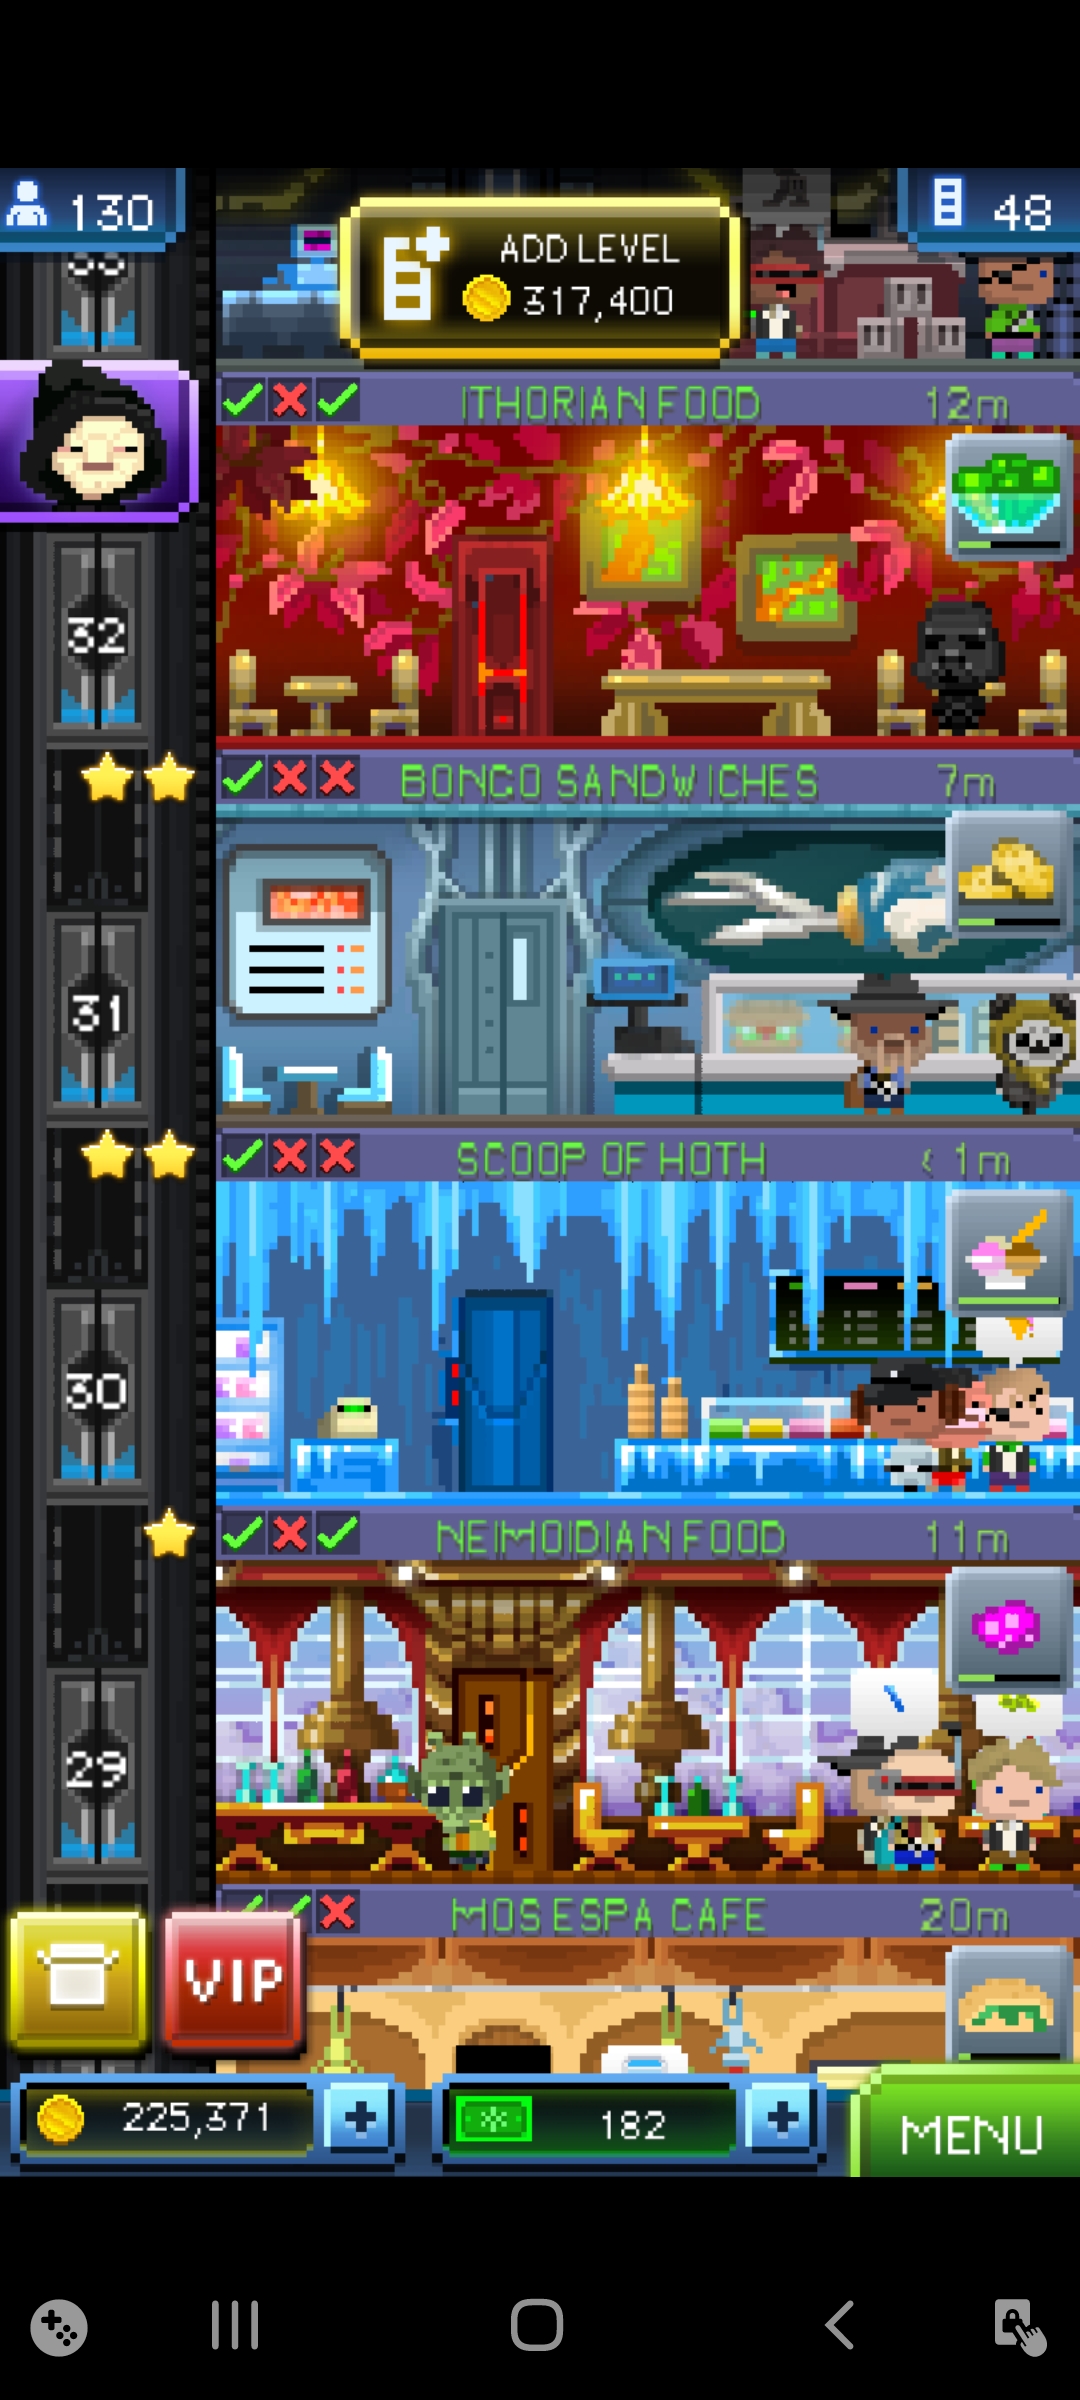 130
ADD LEVEL
317,400
48
ITHORIAN FOOD 12m
32
BONGO SANDWICHES 7m
31
SCOOP OF HOTH < 1m
30
NEIMOIDIAN FOOD 11m
29
MOS ESPA CAFE 20m
VIP
225,371 +
182 +
MENU